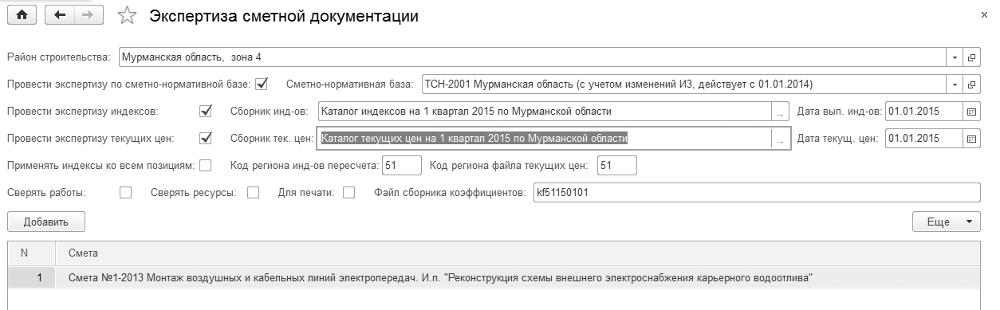 Экспертиза сметной документации
Район строительства: Мурманская область, зона 4
Провести экспертизу по сметно-нормативной базе: Сметно-нормативная база: ТСН-2001 Мурманская область (с учетом изменений И3, действует с 01.01.2014)
Провести экспертизу индексов: Сборник инд-ов: Каталог индексов на 1 квартал 2015 по Мурманской области ... Дата вып. инд-ов: 01.01.2015
Провести экспертизу текущих цен: Сборник тек. цен: Каталог текущих цен на 1 квартал 2015 по Мурманской области ... Дата текущ. цен: 01.01.2015
Применять индексы ко всем позициям: Код региона инд-ов пересчета: 51 Код региона файла текущих цен: 51
Сверять работы: Сверять ресурсы: Для печати: Файл сборника коэффициентов: kf51150101
Добавить Еще
N Смета
1 Смета №1-2013 Монтаж воздушных и кабельных линий электропередач. И.п. "Реконструкция схемы внешнего электроснабжения карьерного водоотлива"